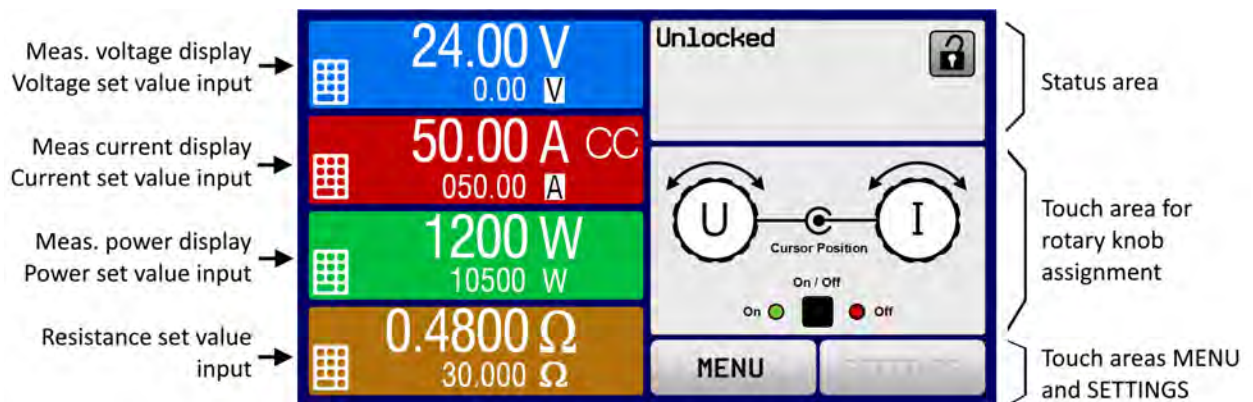 Meas. voltage display
Voltage set value input
Meas current display
Current set value input
Meas. power display
Power set value input
Resistance set value
input
24.00 V
0.00 V
50.00 A CC
050.00 A
1200 W
10500 W
0.4800 Ω
30.000 Ω
Unlocked
U
I
Cursor Position
On / Off
On
Off
MENU
Status area
Touch area for
rotary knob
assignment
Touch areas MENU
and SETTINGS